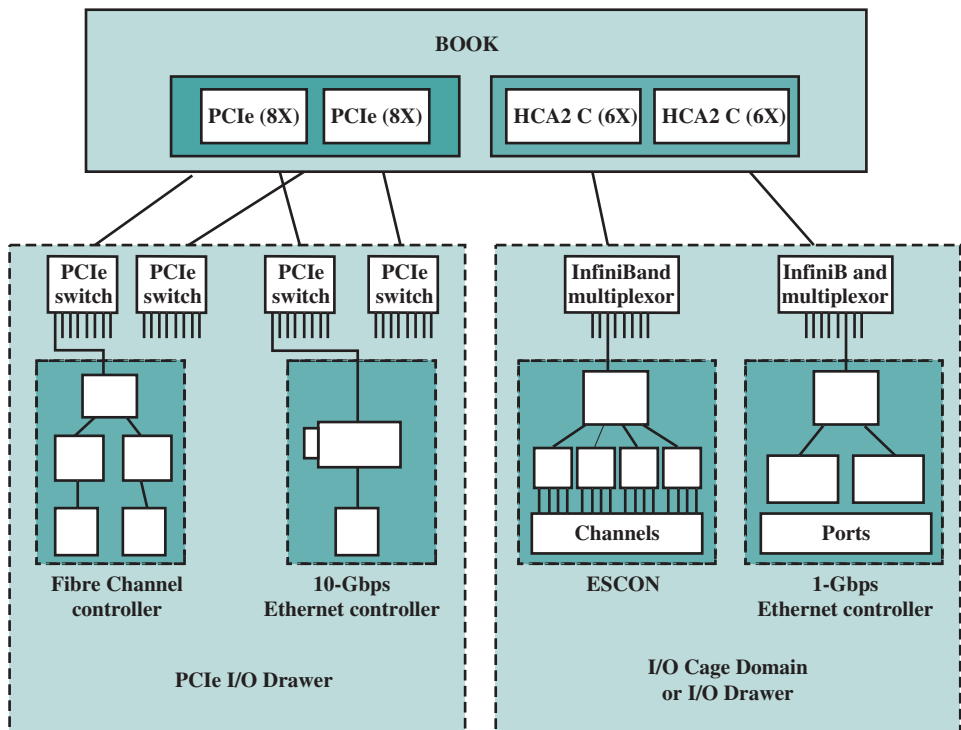 BOOK
PCIe (8X)
PCIe (8X)
HCA2 C (6X)
HCA2 C (6X)
PCIe
switch
PCIe
switch
PCIe
switch
PCIe
switch
InfiniBand
multiplexor
InfiniB and
multiplexor
Channels
Ports
Fibre Channel
controller
10-Gbps
Ethernet controller
ESCON
1-Gbps
Ethernet controller
PCIe I/O Drawer
I/O Cage Domain
or I/O Drawer